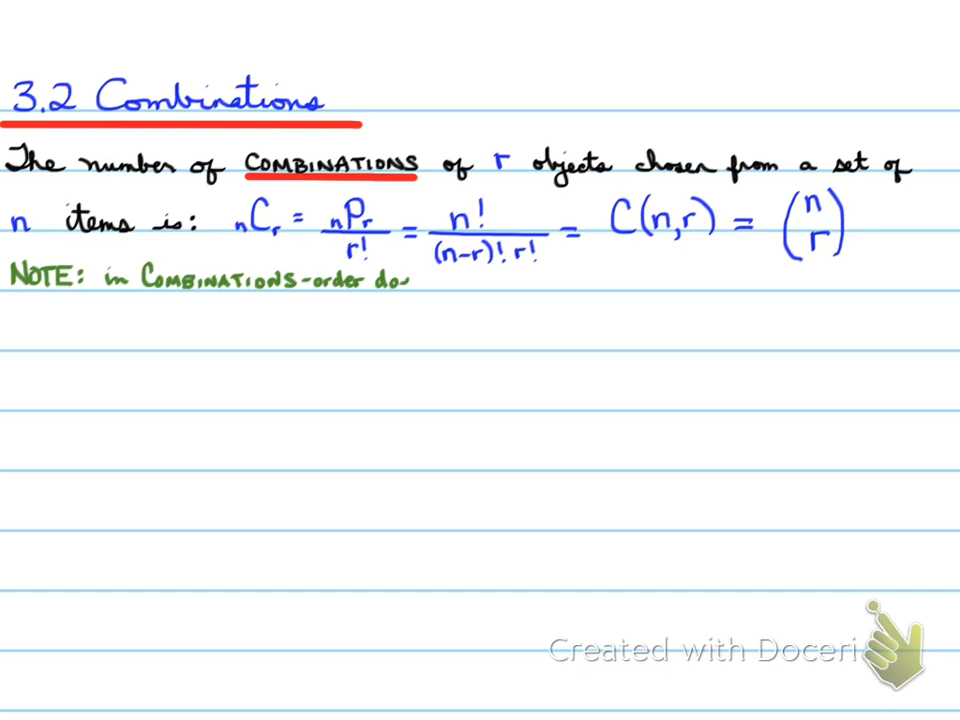 3.2 Combinations
The number of COMBINATIONS of r objects chosen from a set of
n items is: nCr = nPr/r! = n!/(n-r)! r! = C(n,r) = (n r)
NOTE: in COMBINATIONS-order do
Created with Doceri